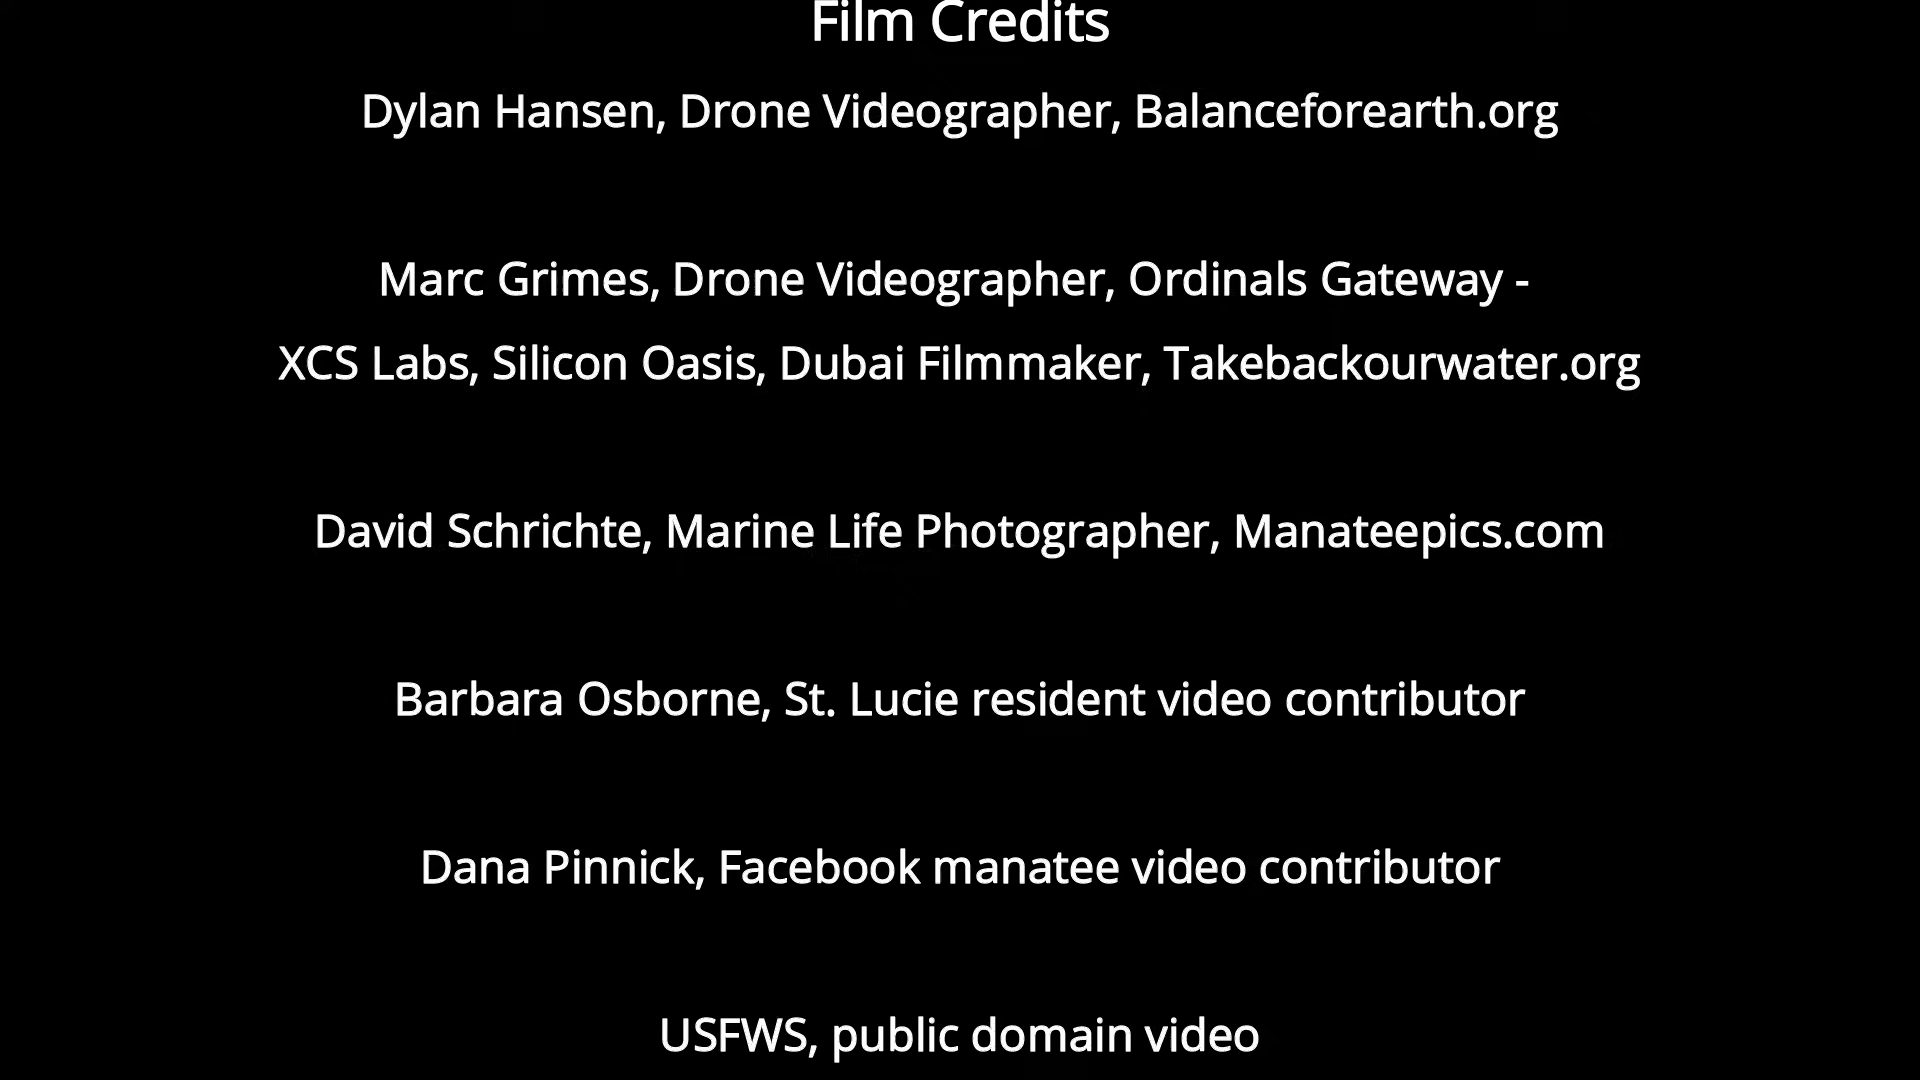 Film Credits
Dylan Hansen, Drone Videographer, Balanceforearth.org
Marc Grimes, Drone Videographer, Ordinals Gateway -
XCS Labs, Silicon Oasis, Dubai Filmmaker, Takebackourwater.org
David Schrichte, Marine Life Photographer, Manateepics.com
Barbara Osborne, St. Lucie resident video contributor
Dana Pinnick, Facebook manatee video contributor
USFWS, public domain video